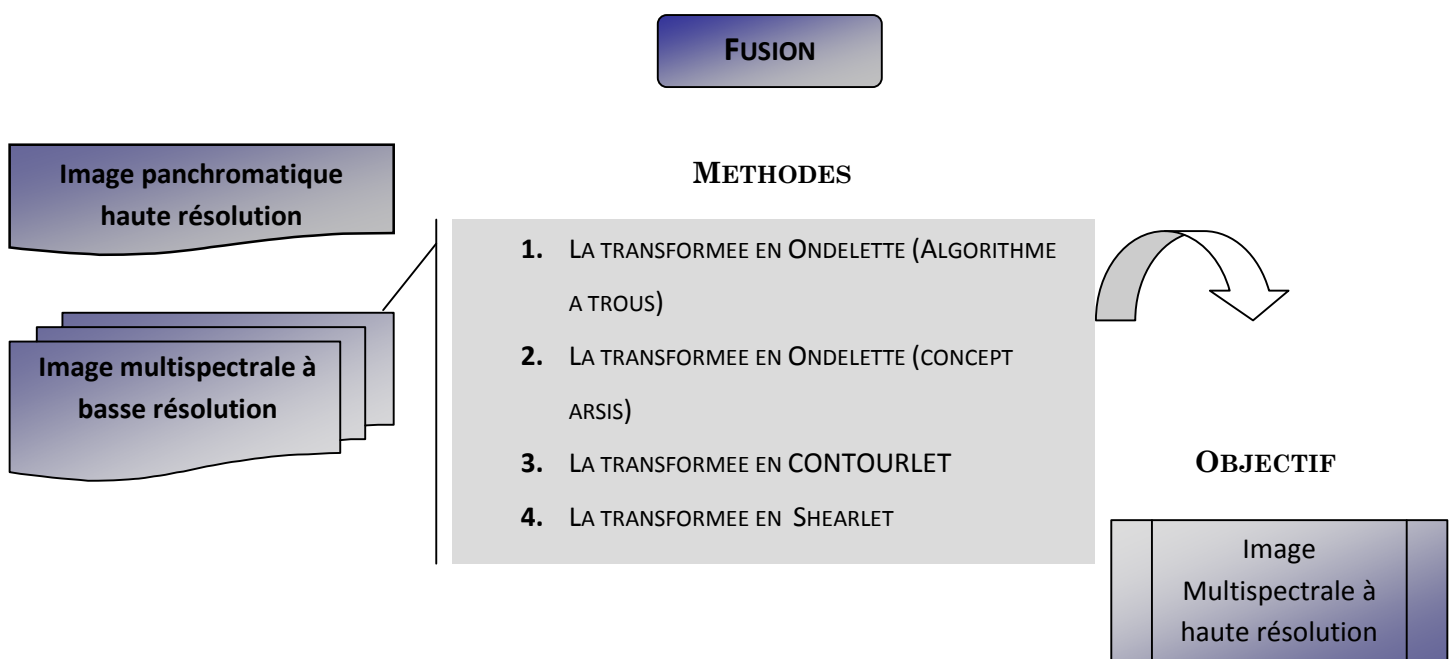 FUSION
Image panchromatique
haute résolution
Image multispectrale à
basse résolution
METHODES
1. LA TRANSFORMEE EN ONDELETTE (ALGORITHME
A TROUS)
2. LA TRANSFORMEE EN ONDELETTE (CONCEPT
ARSIS)
3. LA TRANSFORMEE EN CONTOURLET
4. LA TRANSFORMEE EN SHEARLET
OBJECTIF
Image
Multispectrale à
haute résolution